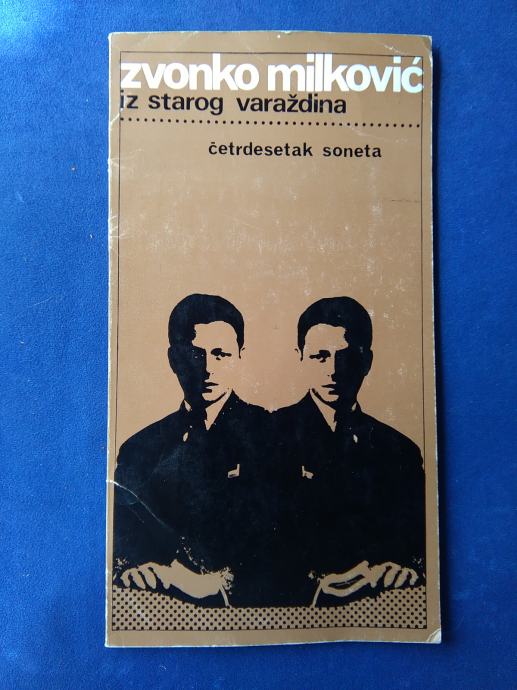 zvonko milković
iz starog varaždina
četrdesetak soneta